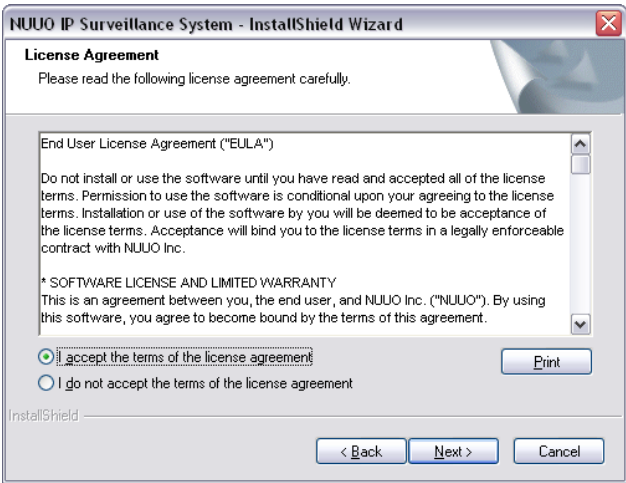 NUUO IP Surveillance System - InstallShield Wizard
License Agreement
Please read the following license agreement carefully.
End User License Agreement ("EULA")
Do not install or use the software until you have read and accepted all of the license
terms. Permission to use the software is conditional upon your agreeing to the license
terms. Installation or use of the software by you will be deemed to be acceptance of
the license terms. Acceptance will bind you to the license terms in a legally enforceable
contract with NUUO Inc.
* SOFTWARE LICENSE AND LIMITED WARRANTY
This is an agreement between you, the end user, and NUUO Inc. ("NUUO"). By using
this software, you agree to become bound by the terms of this agreement.
I accept the terms of the license agreement
Print
I do not accept the terms of the license agreement
InstallShield
< Back
Next >
Cancel